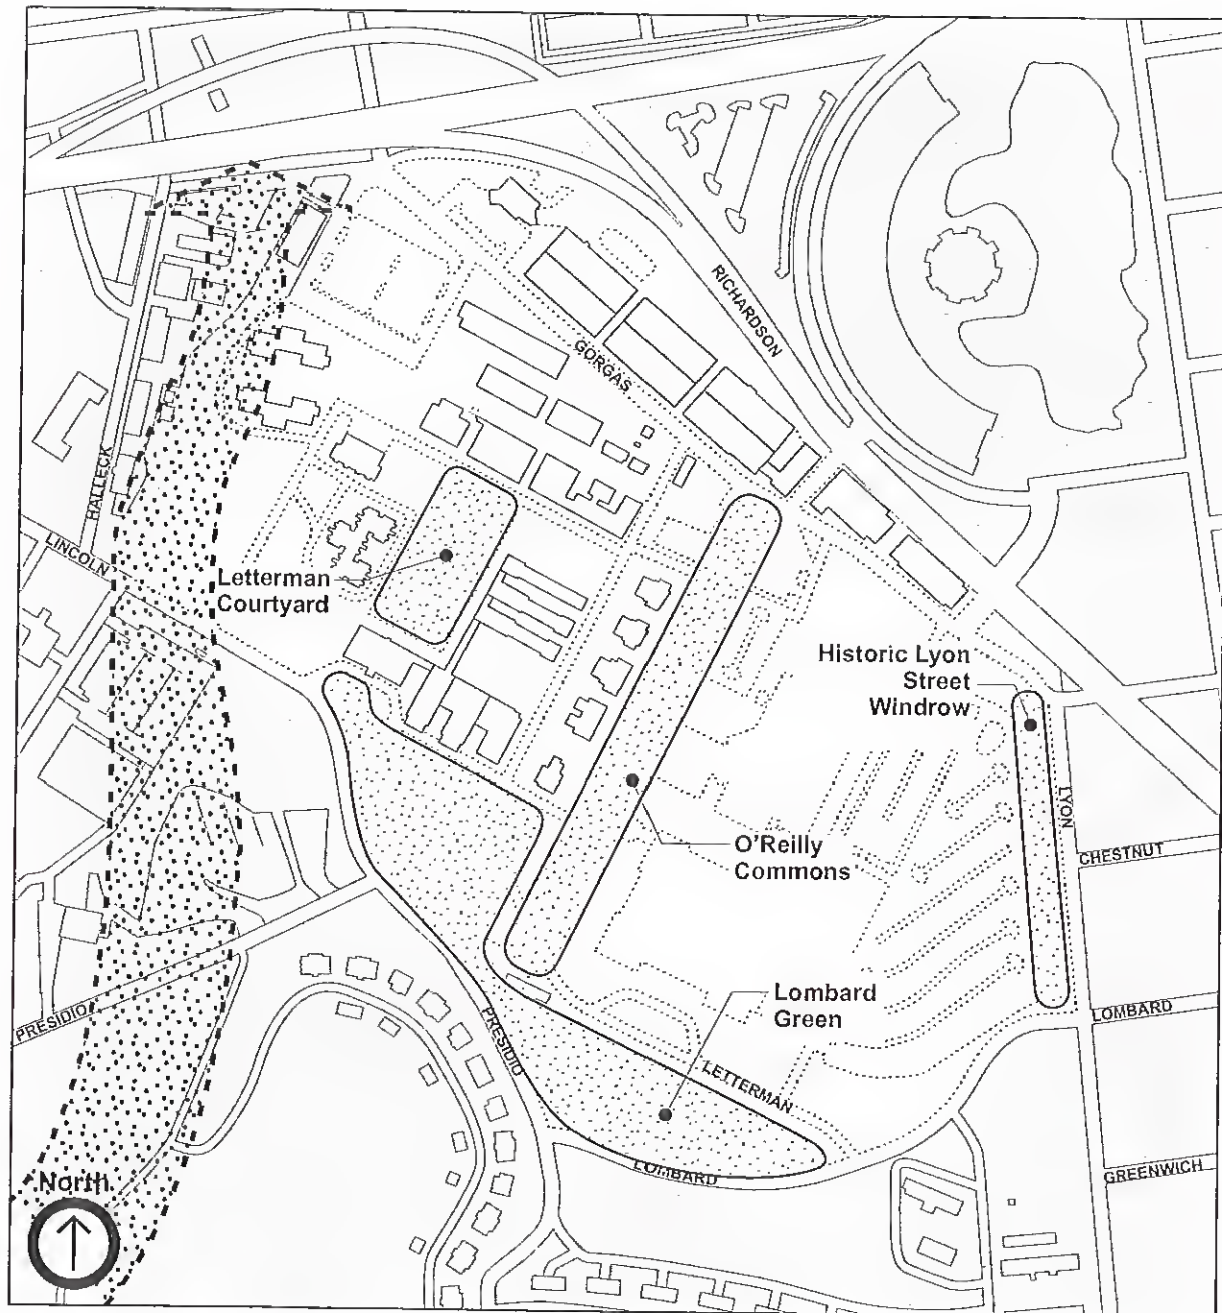 RICHARDSON
GORGAS
HALLECK
LINCOLN
Letterman
Courtyard
Historic Lyon
Street
Windrow
LYON
O'Reilly
Commons
CHESTNUT
Lombard
Green
LOMBARD
PRESIDIO
PRESIDIO
LETTERMAN
LOMBARD
GREENWICH
North